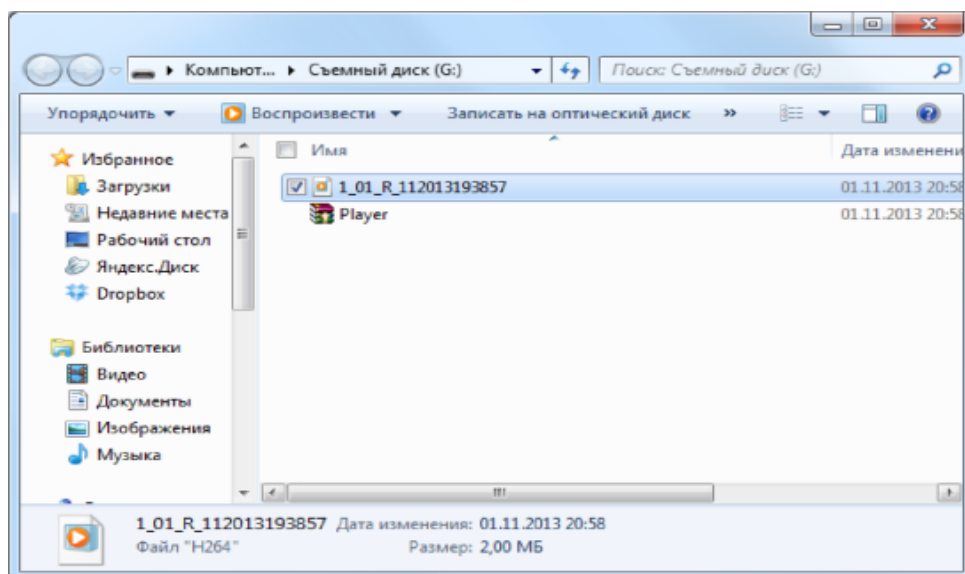 Компьют... Съемный диск (G:) Поиск: Съемный диск (G:)
Упорядочить Воспроизвести Записать на оптический диск »
Избранное
Загрузки
Недавние места
Рабочий стол
Яндекс.Диск
Dropbox
Библиотеки
Видео
Документы
Изображения
Музыка
Имя Дата изменени
1_01_R_112013193857 01.11.2013 20:58
Player 01.11.2013 20:58
1_01_R_112013193857 Дата изменения: 01.11.2013 20:58
Файл "H264" Размер: 2,00 МБ